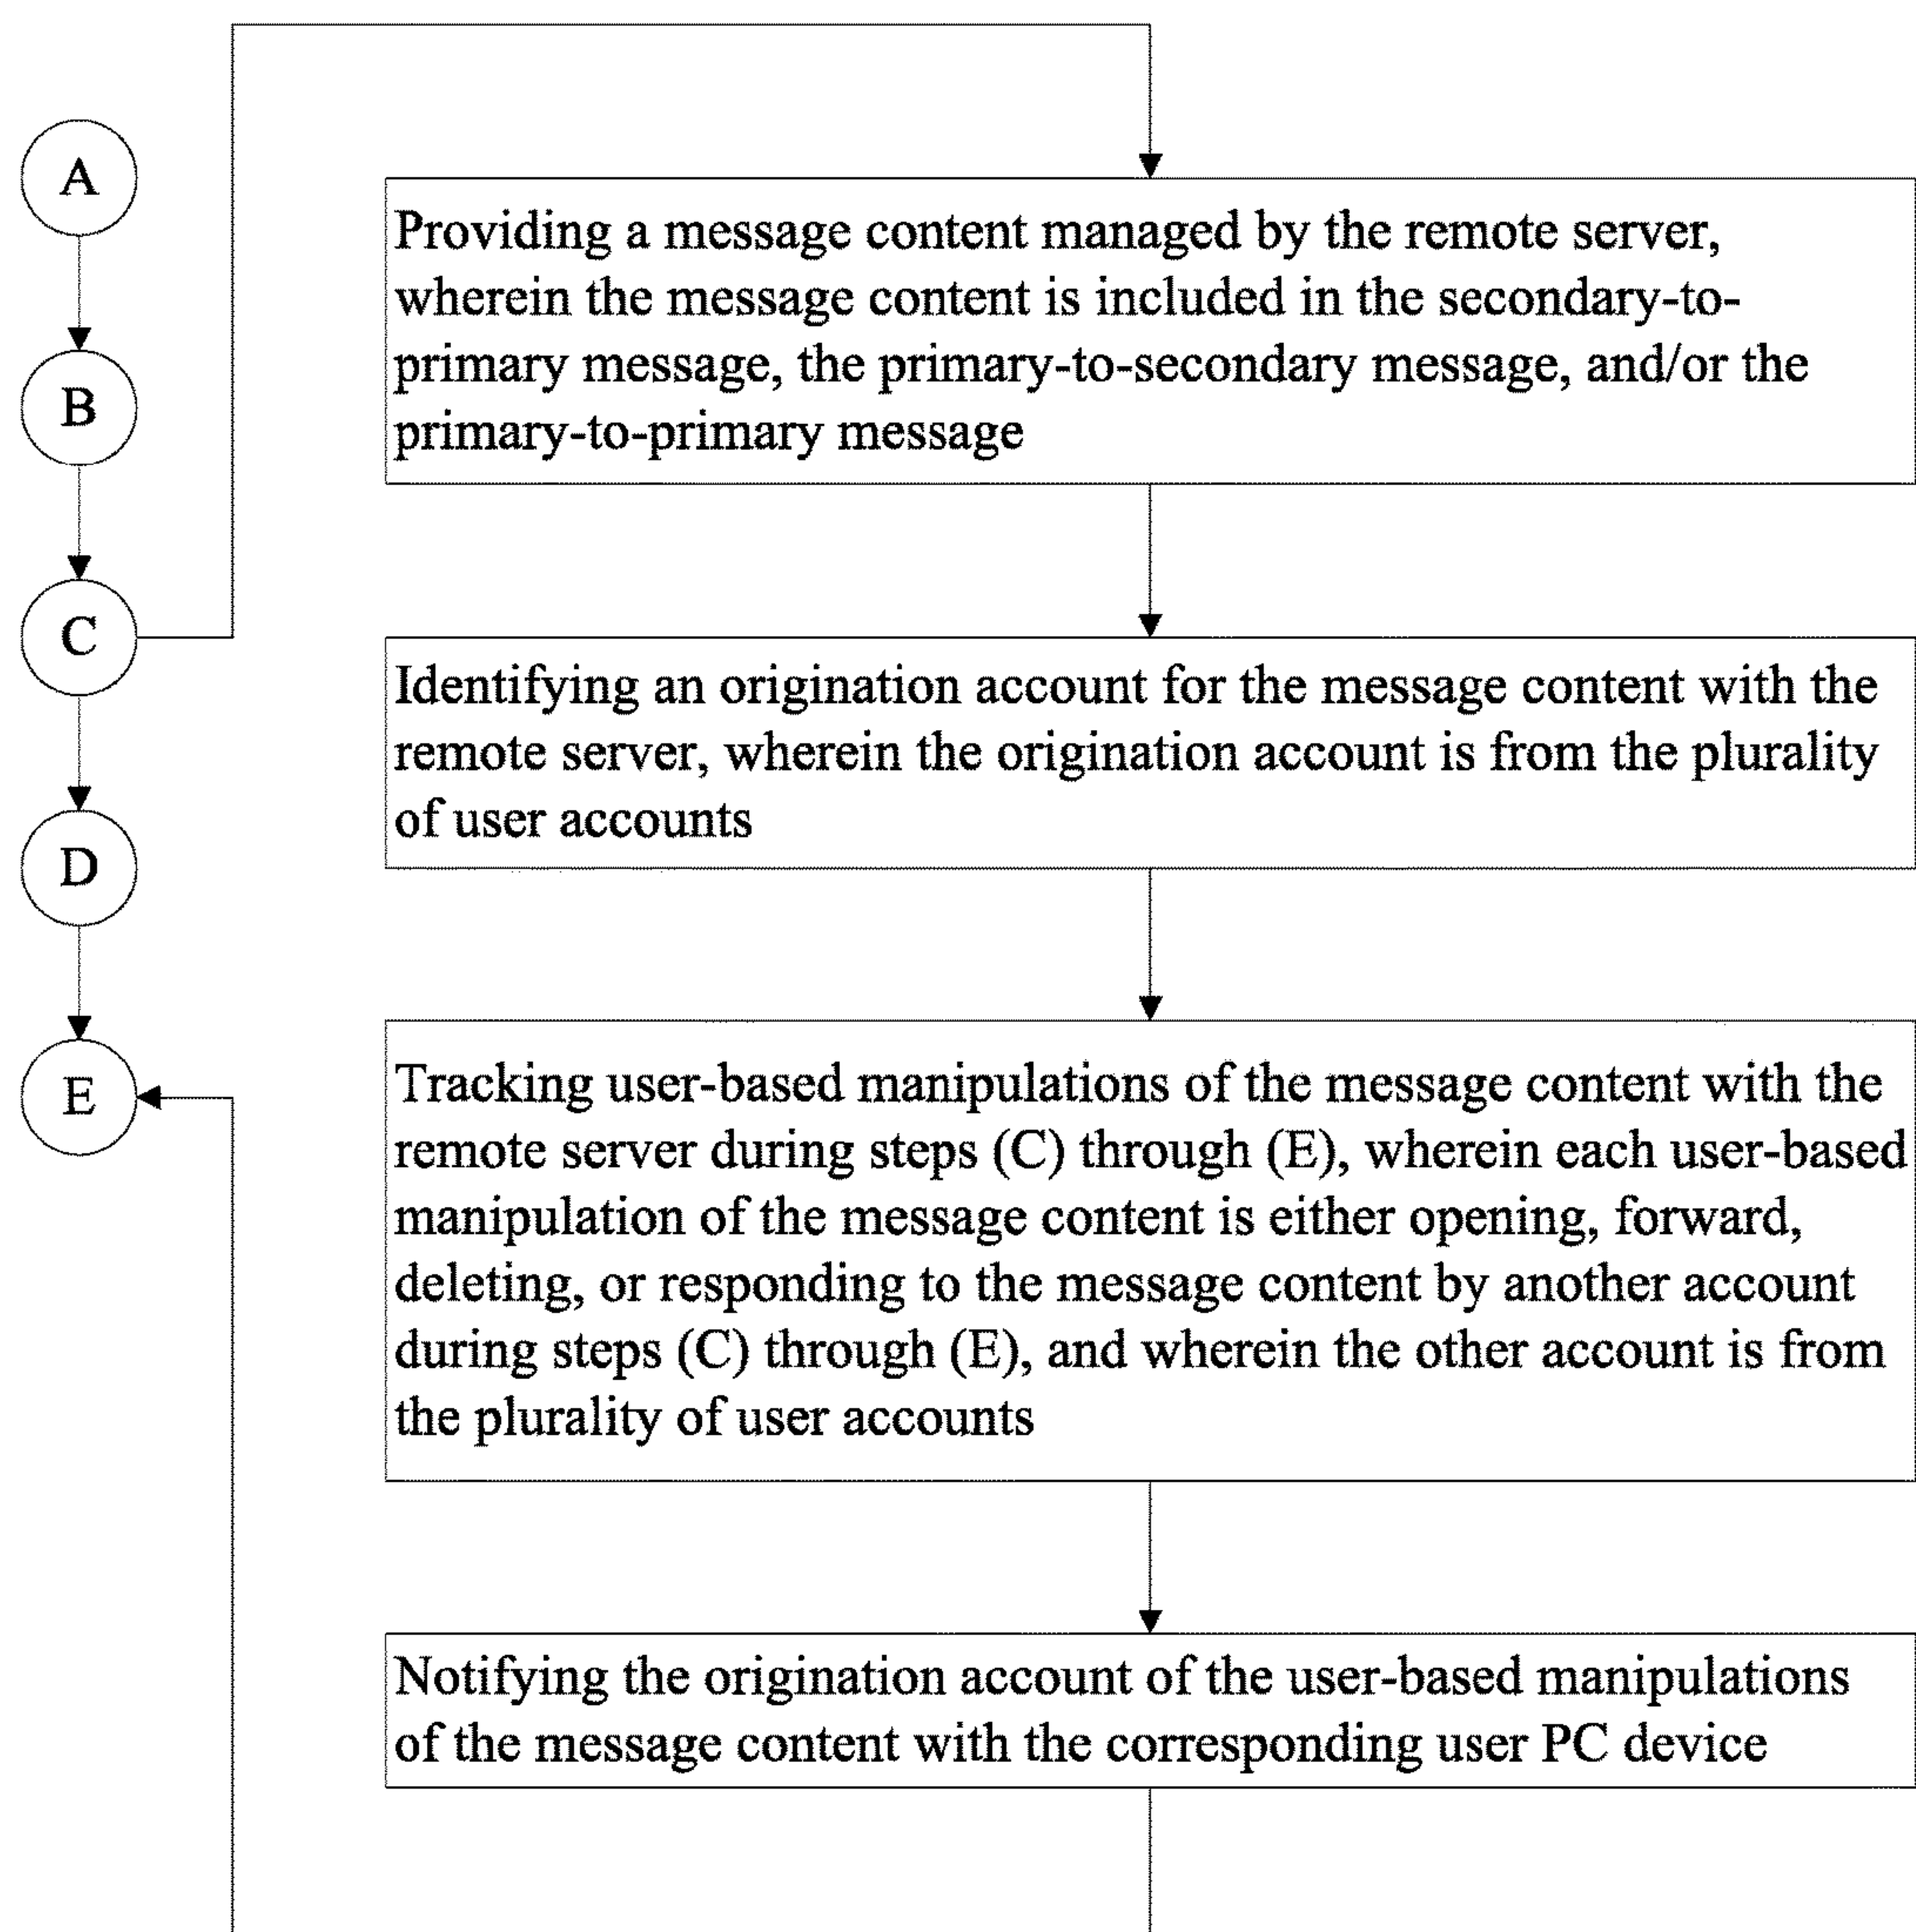 A
B
C
D
E
Providing a message content managed by the remote server,
wherein the message content is included in the secondary-to-
primary message, the primary-to-secondary message, and/or the
primary-to-primary message
Identifying an origination account for the message content with the
remote server, wherein the origination account is from the plurality
of user accounts
Tracking user-based manipulations of the message content with the
remote server during steps (C) through (E), wherein each user-based
manipulation of the message content is either opening, forward,
deleting, or responding to the message content by another account
during steps (C) through (E), and wherein the other account is from
the plurality of user accounts
Notifying the origination account of the user-based manipulations
of the message content with the corresponding user PC device